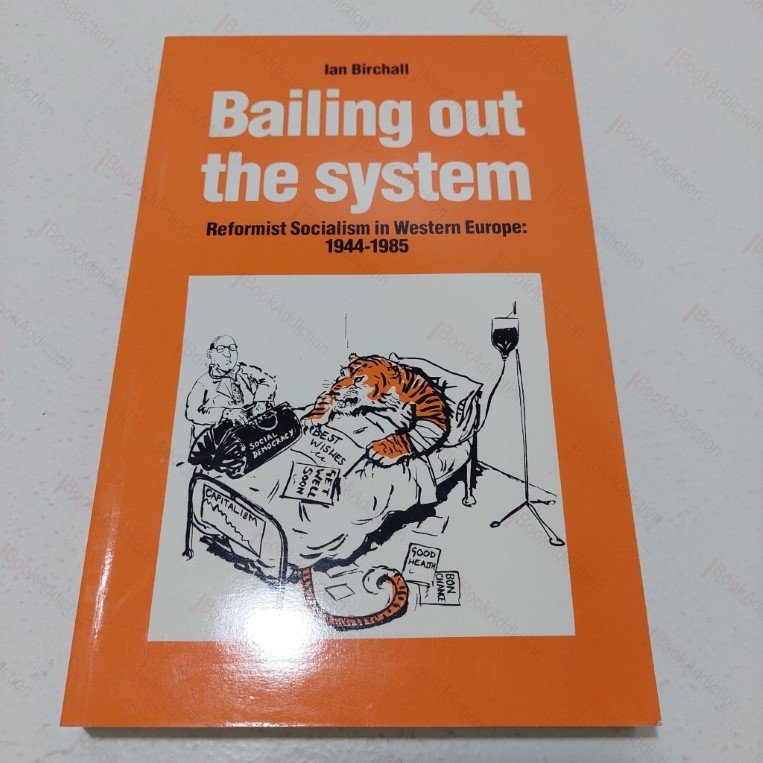 Ian Birchall
Bailing out
the system
Reformist Socialism in Western Europe:
1944-1985
SOCIAL
DEMOCRACY
BEST
WISHES
GET
WELL
SOON
CAPITALISM
GOOD
HEALTH
BON
CHANCE
BookAddiction